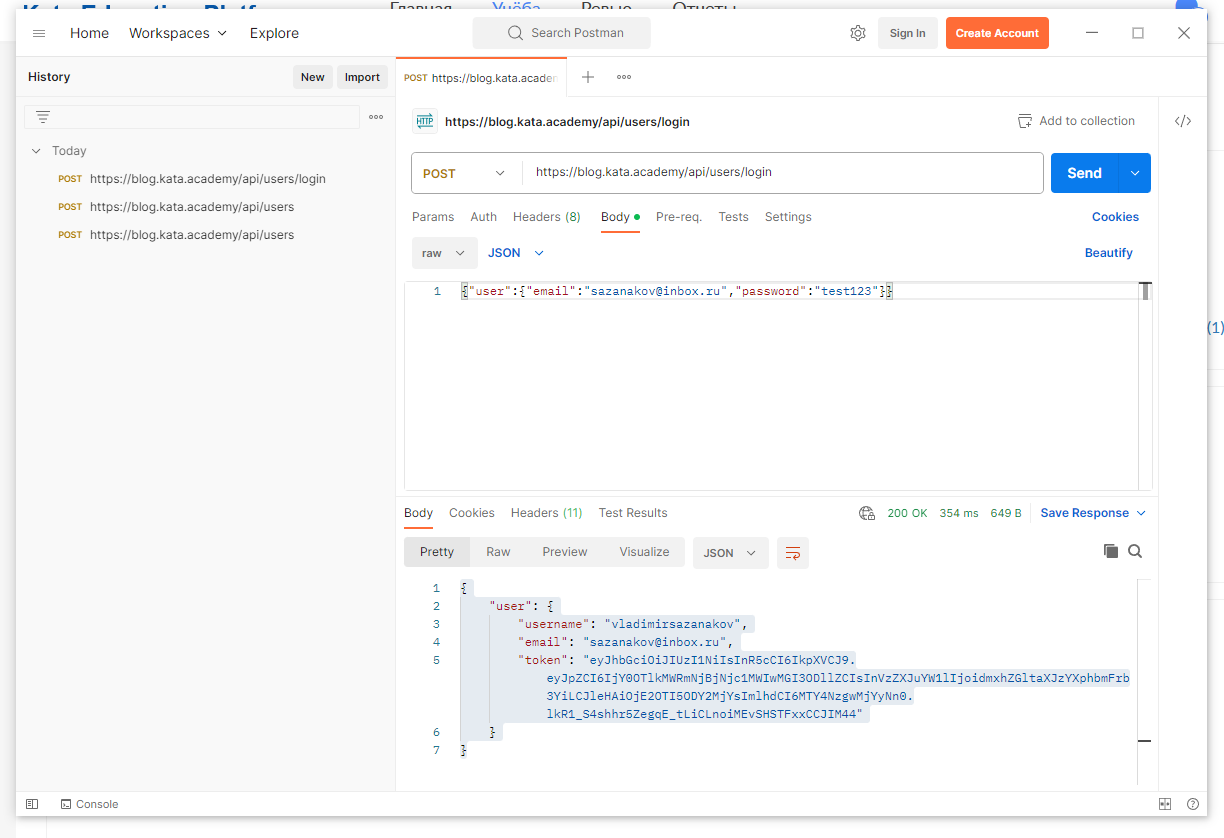 Kata Education Platf
Главная
Учёба
Ревью
Отчеты
Home
Workspaces
Explore
Search Postman
Sign In
Create Account
History
New
Import
POST https://blog.kata.academ
HTTP
https://blog.kata.academy/api/users/login
Add to collection
Today
POST https://blog.kata.academy/api/users/login
POST https://blog.kata.academy/api/users
POST https://blog.kata.academy/api/users
POST
https://blog.kata.academy/api/users/login
Send
Params Auth Headers (8) Body Pre-req. Tests Settings
Cookies
raw
JSON
Beautify
1 {"user":{"email":"sazanakov@inbox.ru","password":"test123"}}
(1)
Body Cookies Headers (11) Test Results
200 OK 354 ms 649 B
Save Response
Pretty Raw Preview Visualize
JSON
1 {
2 "user": {
3 "username": "vladimirsazanakov",
4 "email": "sazanakov@inbox.ru",
5 "token": "eyJhbGciOiJIUzI1NiIsInR5cCI6IkpXVCJ9.
eyJpZCI6IjY0OTlkMWRmNjBjNjc1MWIwMGI3ODllZCIsInVzZXJuYW1lIjoidmxhZGltaXJzYXphbmFrb
3YiLCJleHAiOjE2OTI5ODY2MjYsImlhdCI6MTY4NzgwMjYyNn0.
lkR1_S4shhr5ZegqE_tLiCLnoiMEvSHSTFxxCCJIM44"
6 }
7 }
Console